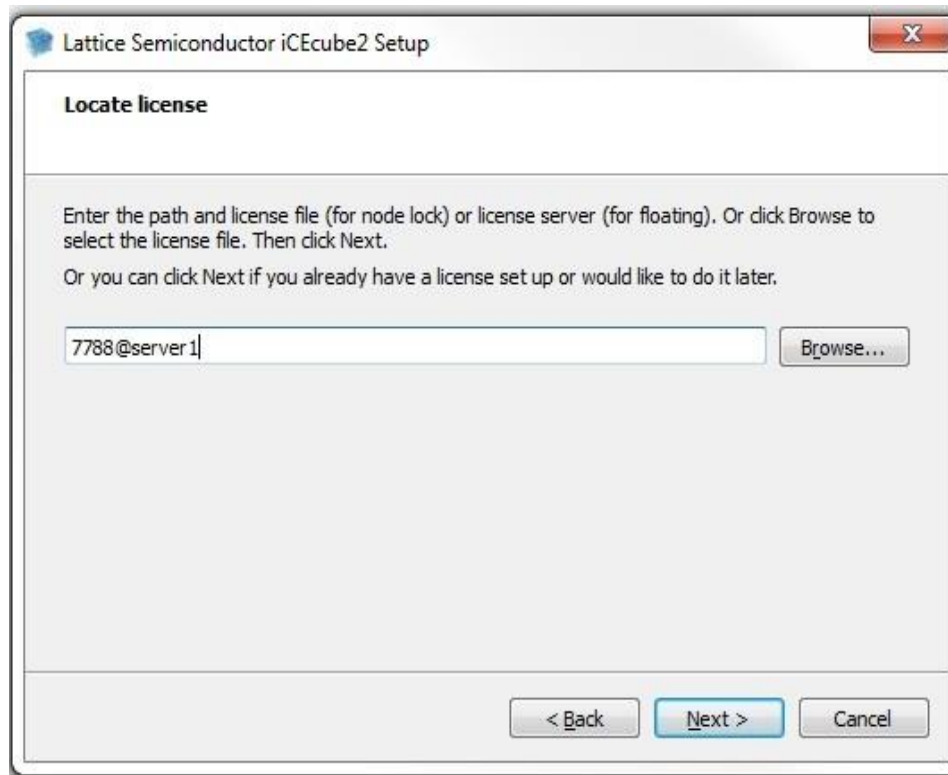 Lattice Semiconductor iCEcube2 Setup
X
Locate license
Enter the path and license file (for node lock) or license server (for floating). Or click Browse to
select the license file. Then click Next.
Or you can click Next if you already have a license set up or would like to do it later.
7788@server1
Browse...
< Back
Next >
Cancel